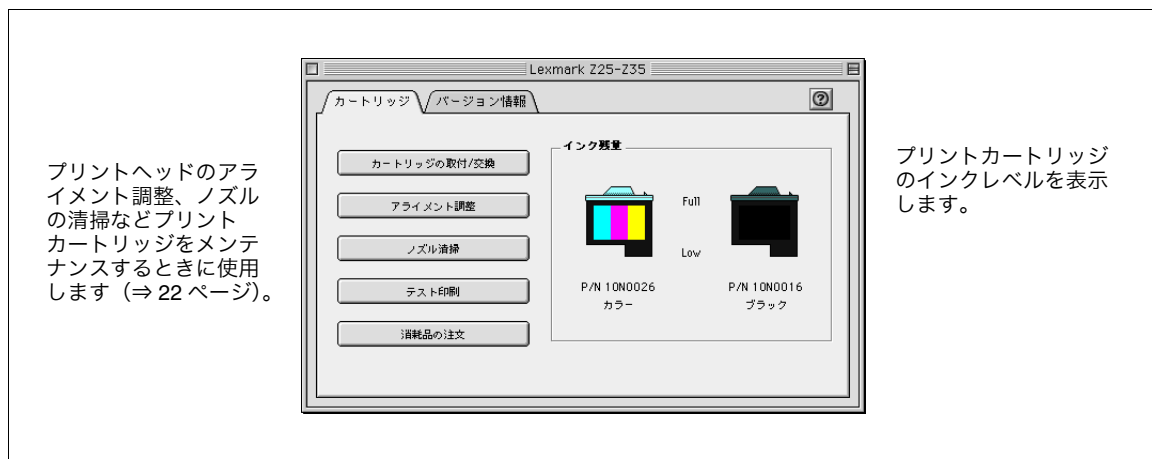 プリントヘッドのアラ
イメント調整、ノズル
の清掃などプリント
カートリッジをメンテ
ナンスするときに使用
します（⇒ 22 ページ）。
Lexmark Z25-Z35
カートリッジ
バージョン情報
?
カートリッジの取付/交換
アライメント調整
ノズル清掃
テスト印刷
消耗品の注文
インク残量
Full
Low
P/N 10N0026
カラー
P/N 10N0016
ブラック
プリントカートリッジ
のインクレベルを表示
します。